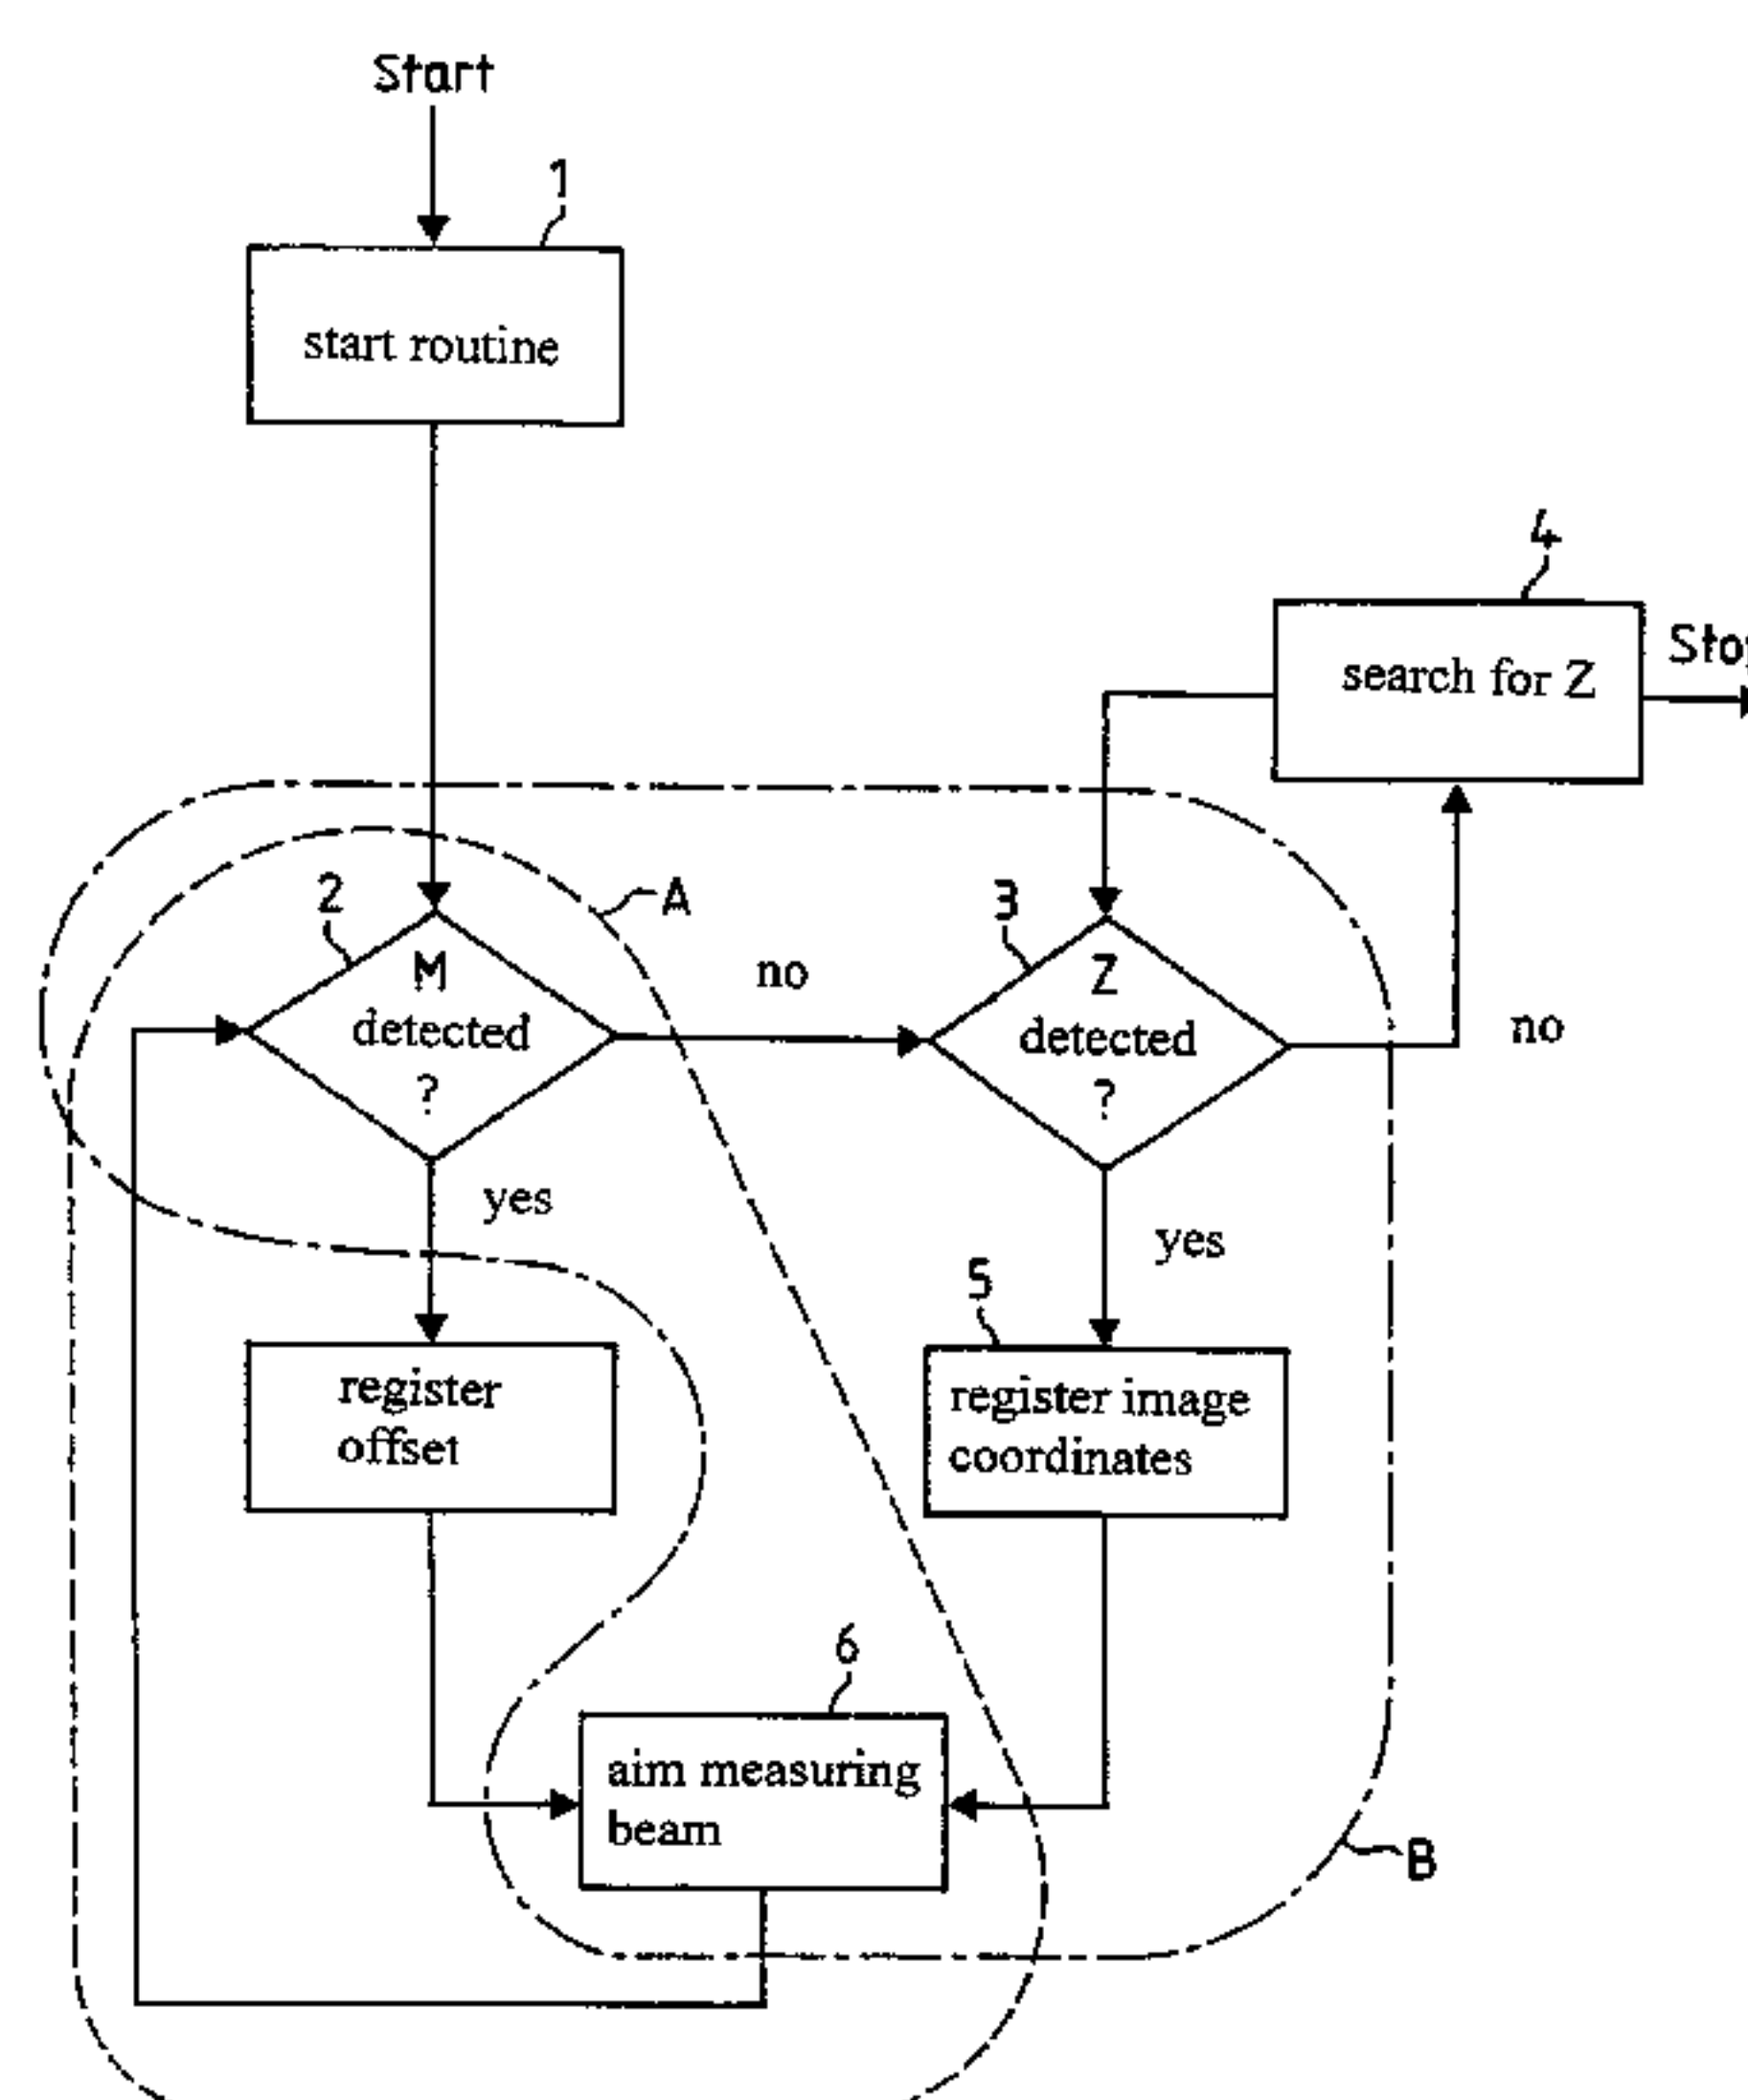 Start
1
start routine
4
search for Z
2
A
3
M
detected
?
no
Z
detected
?
no
yes
yes
5
register
offset
register image
coordinates
6
aim measuring
beam
B